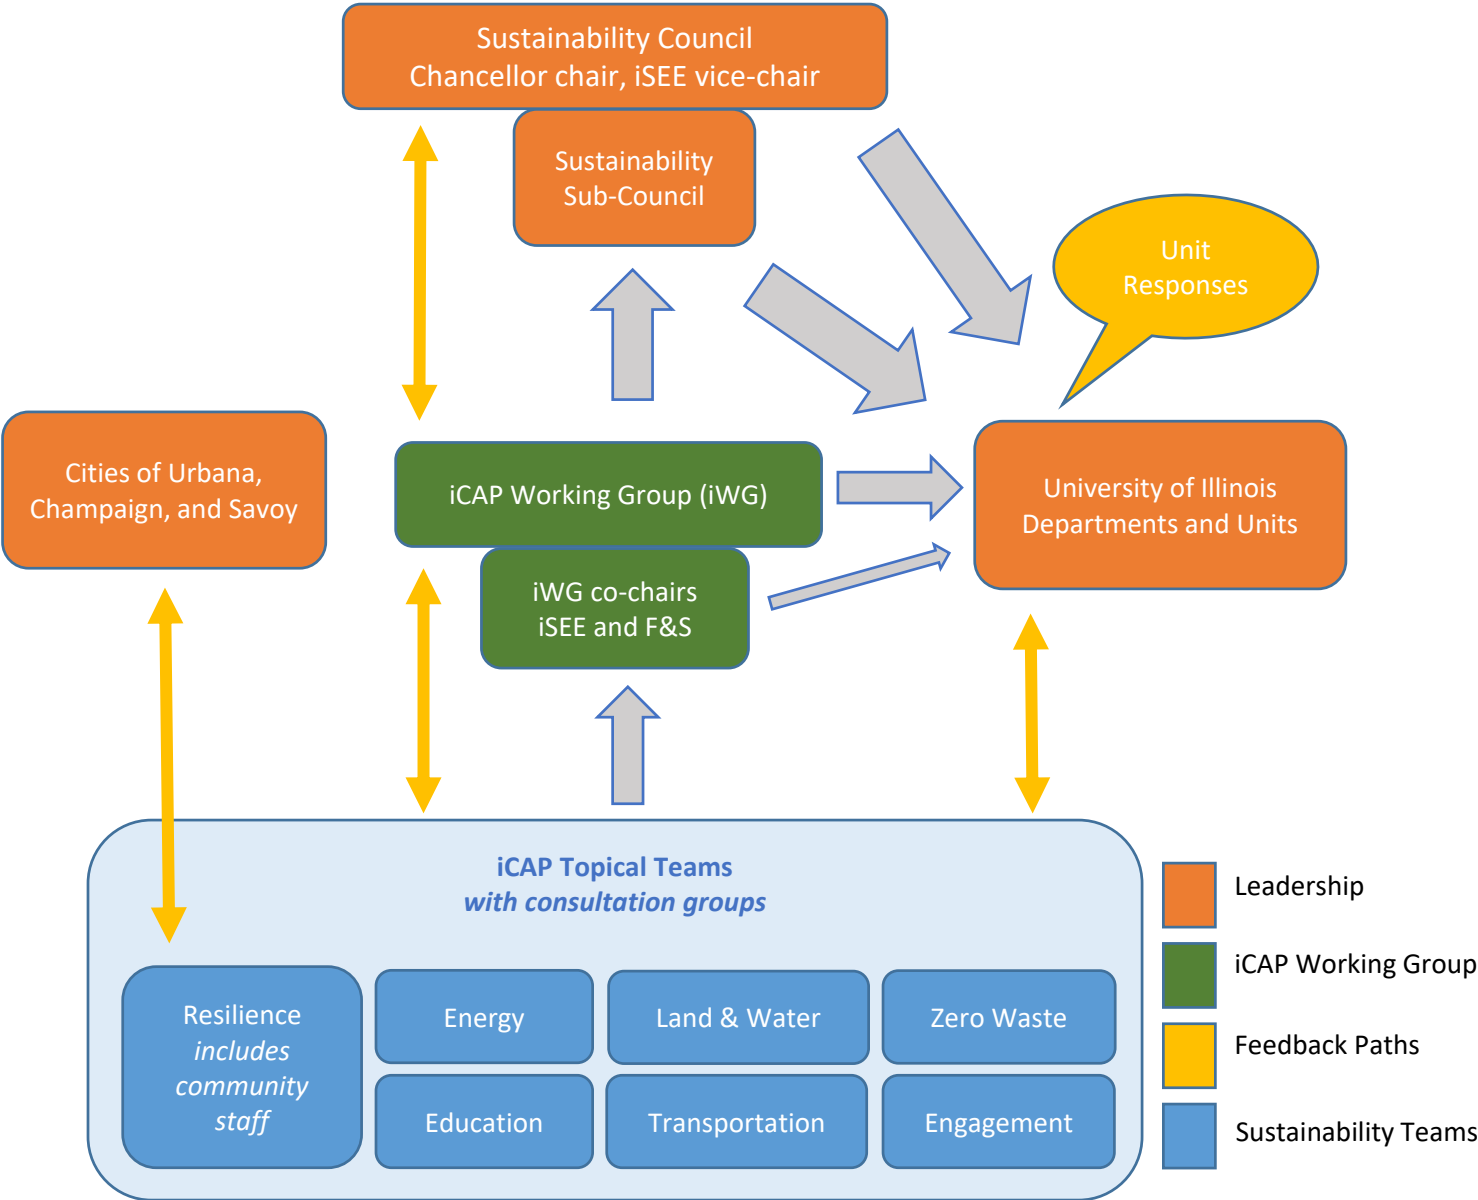 Sustainability Council
Chancellor chair, iSEE vice-chair
Sustainability
Sub-Council
Unit
Responses
Cities of Urbana,
Champaign, and Savoy
iCAP Working Group (iWG)
University of Illinois
Departments and Units
iWG co-chairs
iSEE and F&S
iCAP Topical Teams
with consultation groups
Resilience
includes
community
staff
Energy
Land & Water
Zero Waste
Education
Transportation
Engagement
Leadership
iCAP Working Group
Feedback Paths
Sustainability Teams